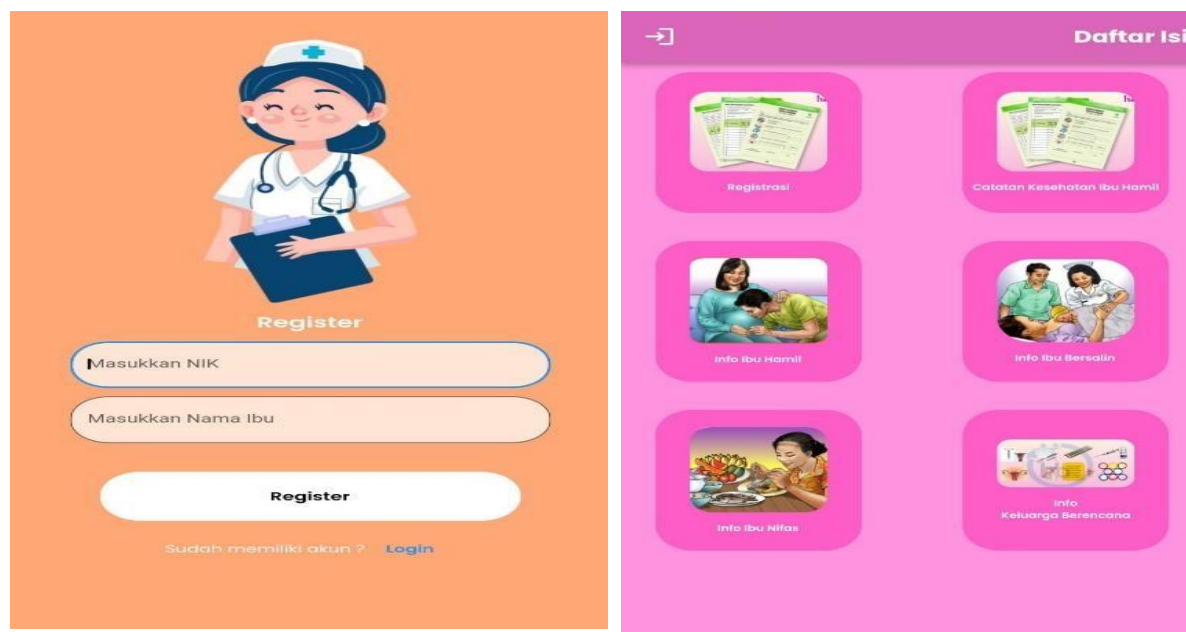 Register
Masukkan NIK
Masukkan Nama Ibu
Register
Sudah memiliki akun ? Login
Daftar Isi
Registrasi
Catatan Kesehatan Ibu Hamil
Info Ibu Hamil
Info Ibu Bersalin
Info Ibu Nifas
Info
Keluarga Berencana